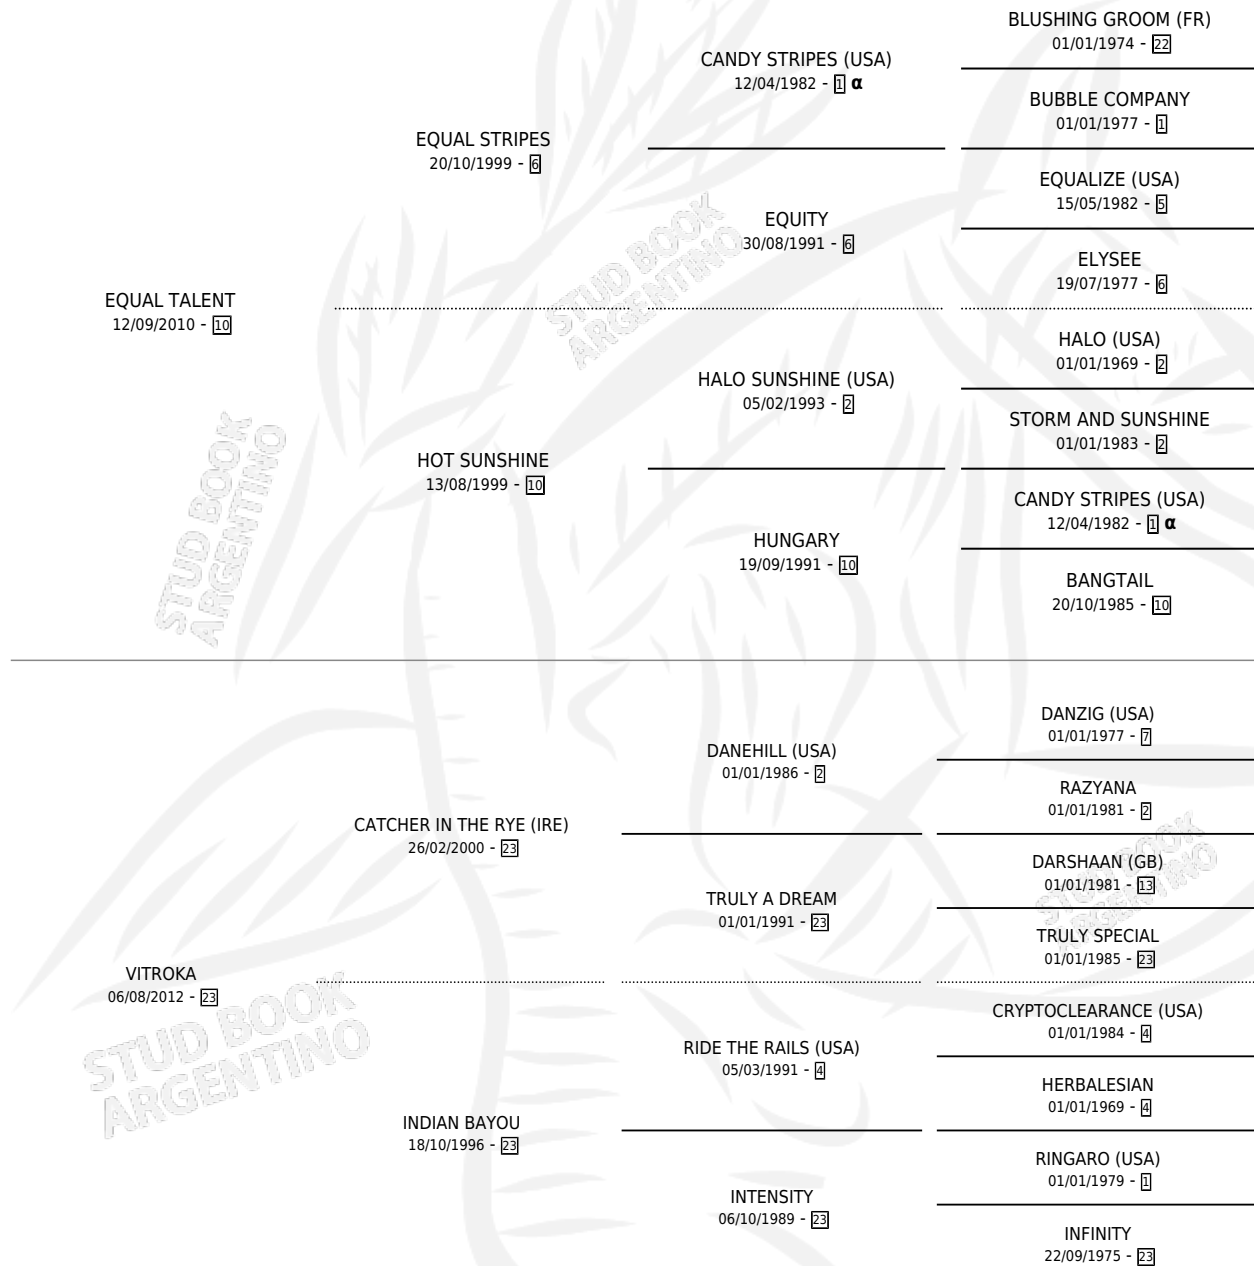 BLUSHING GROOM (FR)
01/01/1974 - 22
CANDY STRIPES (USA)
12/04/1982 - 1 α
BUBBLE COMPANY
01/01/1977 - 1
EQUAL STRIPES
20/10/1999 - 6
EQUALIZE (USA)
15/05/1982 - 5
EQUITY
30/08/1991 - 6
ELYSEE
19/07/1977 - 6
EQUAL TALENT
12/09/2010 - 10
HALO (USA)
01/01/1969 - 2
HALO SUNSHINE (USA)
05/02/1993 - 2
STORM AND SUNSHINE
01/01/1983 - 2
HOT SUNSHINE
13/08/1999 - 10
CANDY STRIPES (USA)
12/04/1982 - 1 α
HUNGARY
19/09/1991 - 10
BANGTAIL
20/10/1985 - 10
DANZIG (USA)
01/01/1977 - 7
DANEHILL (USA)
01/01/1986 - 2
RAZYANA
01/01/1981 - 2
CATCHER IN THE RYE (IRE)
26/02/2000 - 23
DARSHAAN (GB)
01/01/1981 - 13
TRULY A DREAM
01/01/1991 - 23
TRULY SPECIAL
01/01/1985 - 23
VITROKA
06/08/2012 - 23
CRYPTOCLEARANCE (USA)
01/01/1984 - 4
RIDE THE RAILS (USA)
05/03/1991 - 4
HERBALESIAN
01/01/1969 - 4
INDIAN BAYOU
18/10/1996 - 23
RINGARO (USA)
01/01/1979 - 1
INTENSITY
06/10/1989 - 23
INFINITY
22/09/1975 - 23
STUD BOOK
ARGENTINO
STUD BOOK
ARGENTINO
STUD BOOK
ARGENTINO
STUD BOOK
ARGENTINO